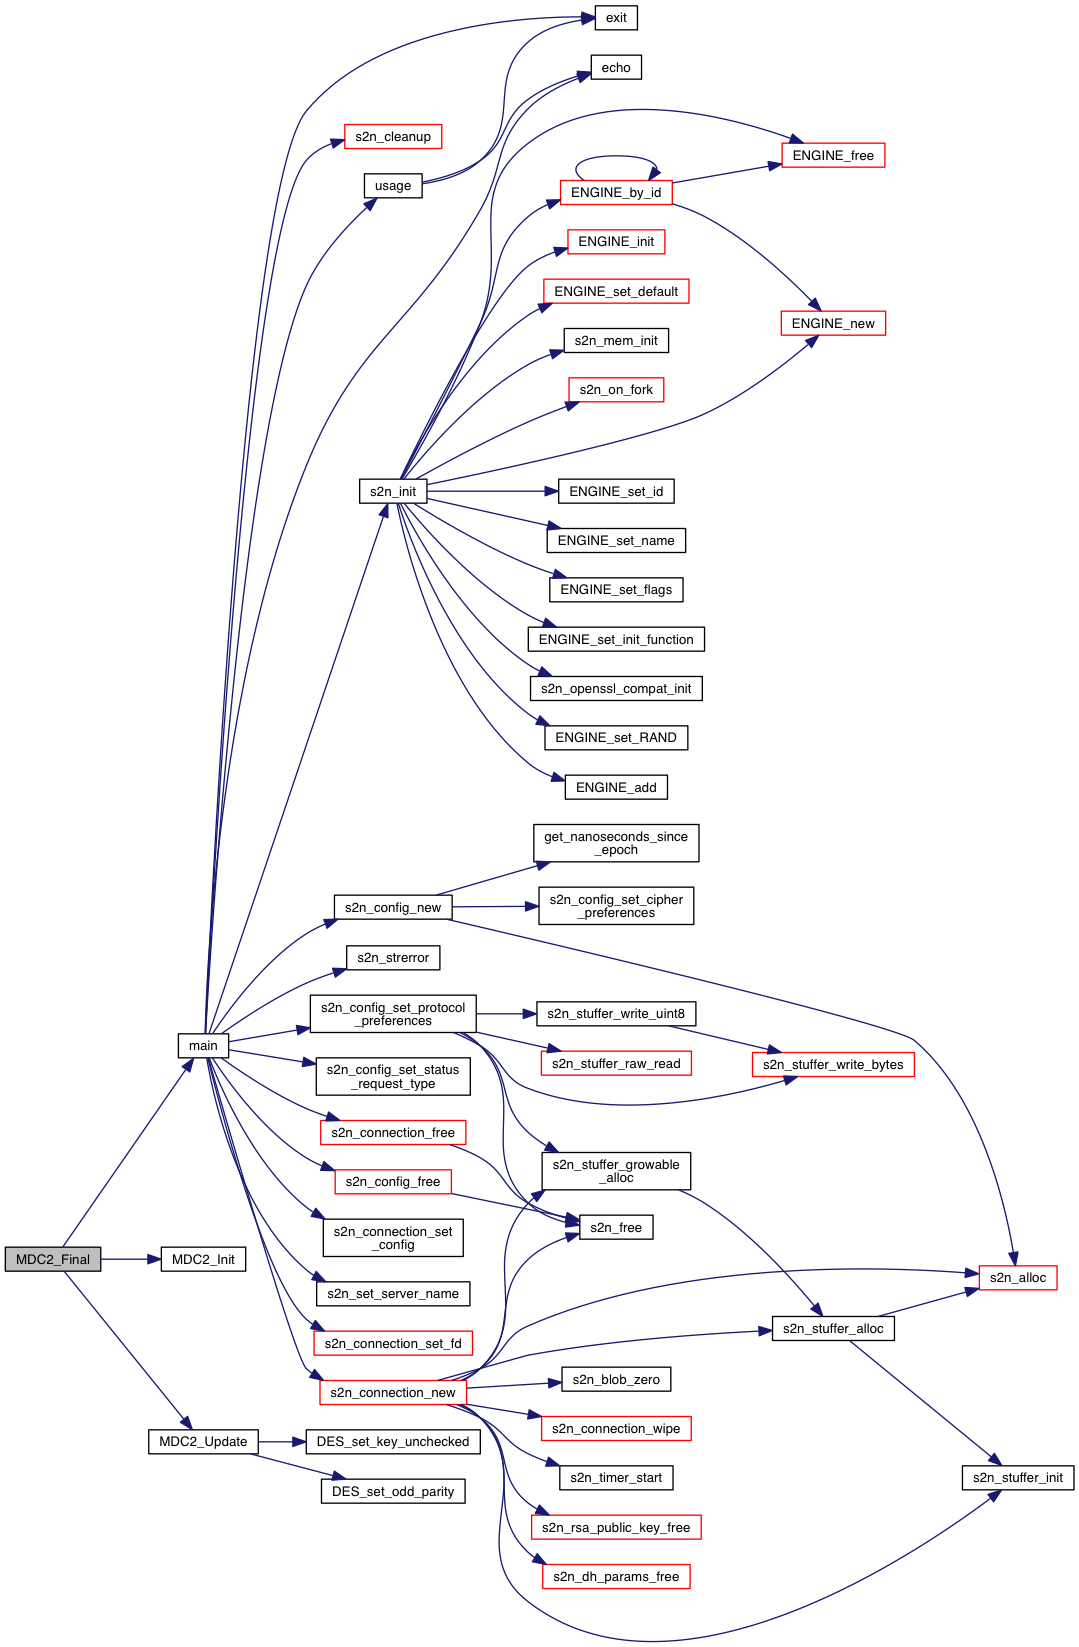 exit
echo
s2n_cleanup
ENGINE_free
usage
ENGINE_by_id
ENGINE_init
ENGINE_set_default
ENGINE_new
s2n_mem_init
s2n_on_fork
s2n_init
ENGINE_set_id
ENGINE_set_name
ENGINE_set_flags
ENGINE_set_init_function
s2n_openssl_compat_init
ENGINE_set_RAND
ENGINE_add
get_nanoseconds_since
_epoch
s2n_config_new
s2n_config_set_cipher
_preferences
s2n_strerror
s2n_config_set_protocol
_preferences
s2n_stuffer_write_uint8
main
s2n_stuffer_raw_read
s2n_stuffer_write_bytes
s2n_config_set_status
_request_type
s2n_connection_free
s2n_stuffer_growable
_alloc
s2n_config_free
s2n_free
s2n_connection_set
_config
MDC2_Final
MDC2_Init
s2n_alloc
s2n_set_server_name
s2n_stuffer_alloc
s2n_connection_set_fd
s2n_blob_zero
s2n_connection_new
s2n_connection_wipe
MDC2_Update
DES_set_key_unchecked
s2n_timer_start
s2n_stuffer_init
DES_set_odd_parity
s2n_rsa_public_key_free
s2n_dh_params_free